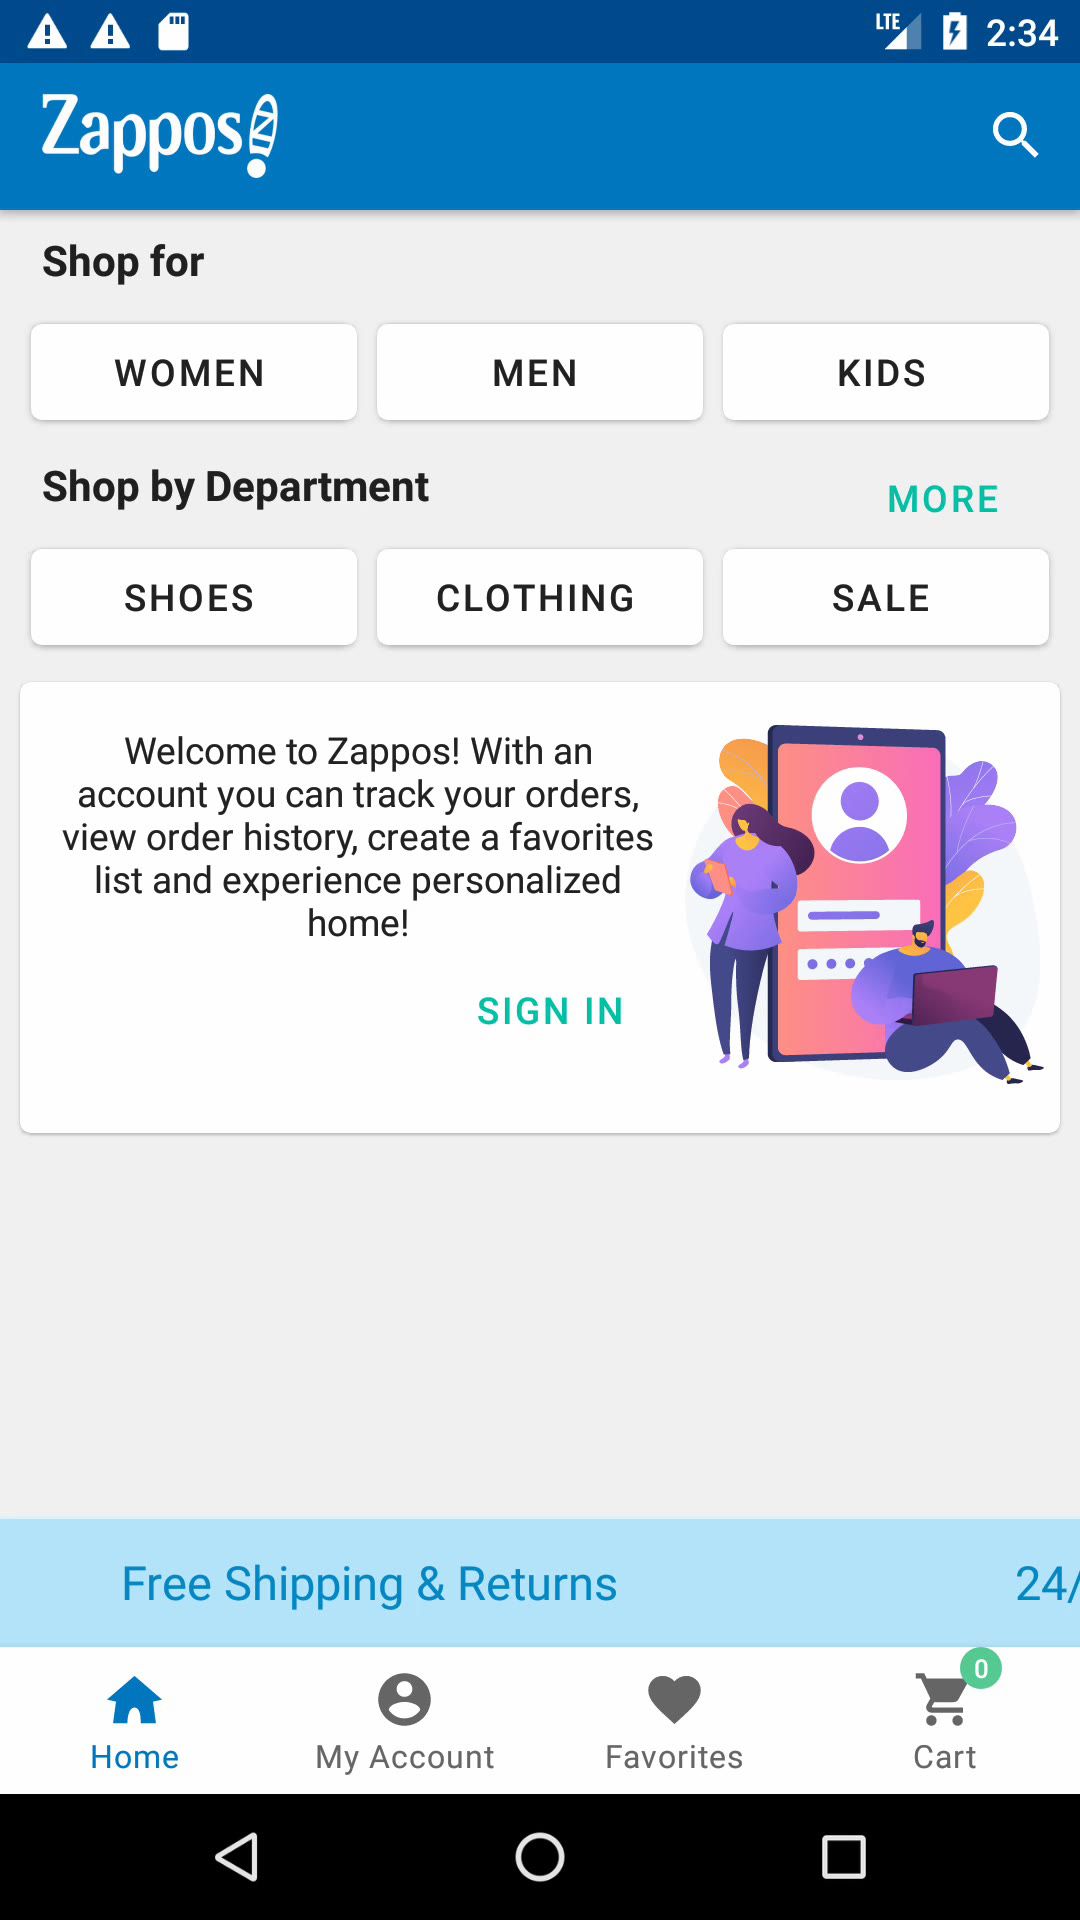 LTE 2:34
Zappos!
Shop for
WOMEN MEN KIDS
Shop by Department MORE
SHOES CLOTHING SALE
Welcome to Zappos! With an
account you can track your orders,
view order history, create a favorites
list and experience personalized
home!
SIGN IN
Free Shipping & Returns 24/
0
Home My Account Favorites Cart